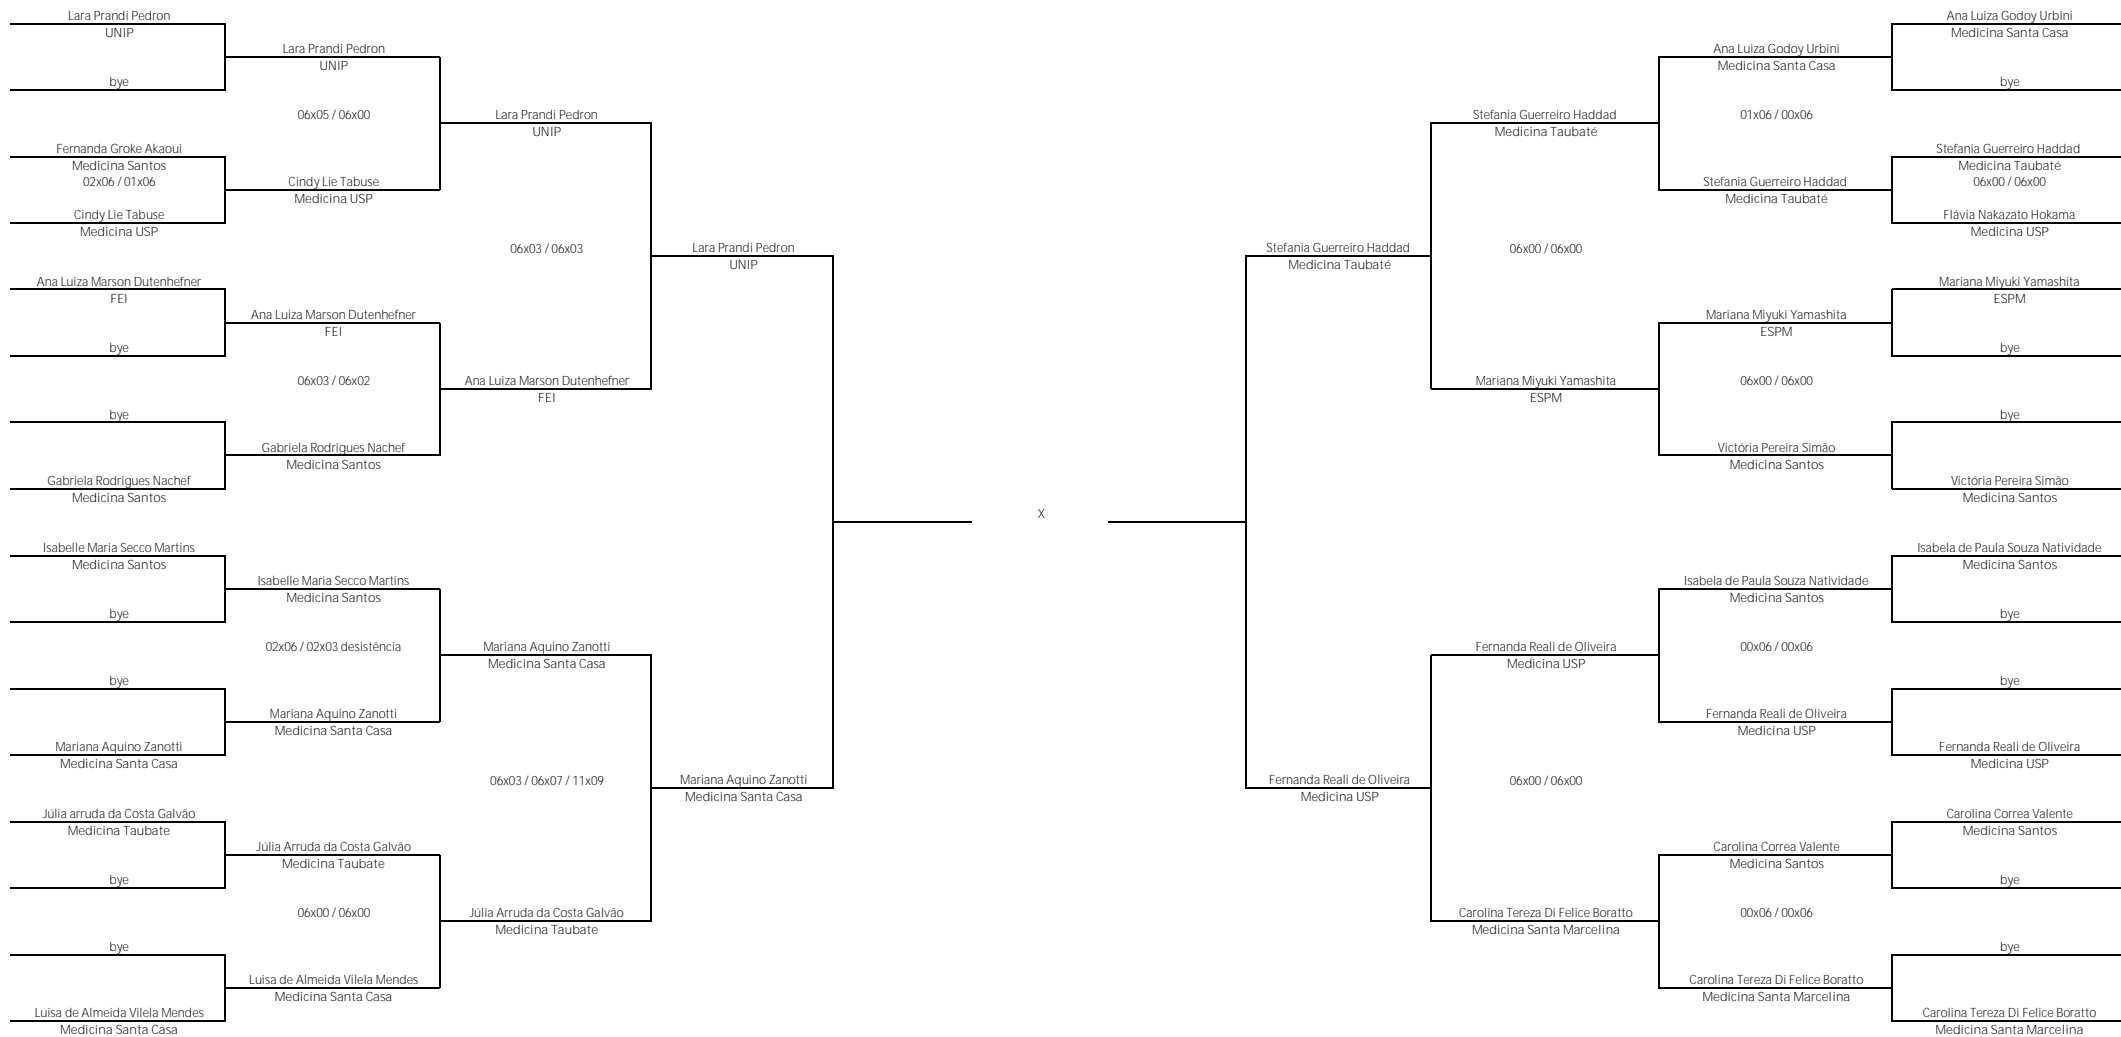 Lara Prandi Pedron
UNIP
bye
Fernanda Groke Akaoui
Medicina Santos
02x06 / 01x06
Cindy Lie Tabuse
Medicina USP
Ana Luiza Marson Dutenhefner
FEI
bye
bye
Gabriela Rodrigues Nachef
Medicina Santos
Isabelle Maria Secco Martins
Medicina Santos
bye
bye
Mariana Aquino Zanotti
Medicina Santa Casa
Júlia arruda da Costa Galvão
Medicina Taubate
bye
bye
Luisa de Almeida Vilela Mendes
Medicina Santa Casa
Lara Prandi Pedron
UNIP
06x05 / 06x00
Cindy Lie Tabuse
Medicina USP
Ana Luiza Marson Dutenhefner
FEI
06x03 / 06x02
Gabriela Rodrigues Nachef
Medicina Santos
Isabelle Maria Secco Martins
Medicina Santos
02x06 / 02x03 desistência
Mariana Aquino Zanotti
Medicina Santa Casa
Júlia Arruda da Costa Galvão
Medicina Taubate
06x00 / 06x00
Luisa de Almeida Vilela Mendes
Medicina Santa Casa
Lara Prandi Pedron
UNIP
06x03 / 06x03
Ana Luiza Marson Dutenhefner
FEI
Mariana Aquino Zanotti
Medicina Santa Casa
06x03 / 06x07 / 11x09
Júlia Arruda da Costa Galvão
Medicina Taubate
Lara Prandi Pedron
UNIP
Mariana Aquino Zanotti
Medicina Santa Casa
X
Stefania Guerreiro Haddad
Medicina Taubaté
Fernanda Reali de Oliveira
Medicina USP
Stefania Guerreiro Haddad
Medicina Taubaté
06x00 / 06x00
Mariana Miyuki Yamashita
ESPM
Fernanda Reali de Oliveira
Medicina USP
06x00 / 06x00
Carolina Tereza Di Felice Boratto
Medicina Santa Marcelina
Ana Luiza Godoy Urbini
Medicina Santa Casa
01x06 / 00x06
Stefania Guerreiro Haddad
Medicina Taubaté
Mariana Miyuki Yamashita
ESPM
06x00 / 06x00
Victória Pereira Simão
Medicina Santos
Isabela de Paula Souza Natividade
Medicina Santos
00x06 / 00x06
Fernanda Reali de Oliveira
Medicina USP
Carolina Correa Valente
Medicina Santos
00x06 / 00x06
Carolina Tereza Di Felice Boratto
Medicina Santa Marcelina
Ana Luiza Godoy Urbini
Medicina Santa Casa
bye
Stefania Guerreiro Haddad
Medicina Taubaté
06x00 / 06x00
Flávia Nakazato Hokama
Medicina USP
Mariana Miyuki Yamashita
ESPM
bye
bye
Victória Pereira Simão
Medicina Santos
Isabela de Paula Souza Natividade
Medicina Santos
bye
bye
Fernanda Reali de Oliveira
Medicina USP
Carolina Correa Valente
Medicina Santos
bye
bye
Carolina Tereza Di Felice Boratto
Medicina Santa Marcelina